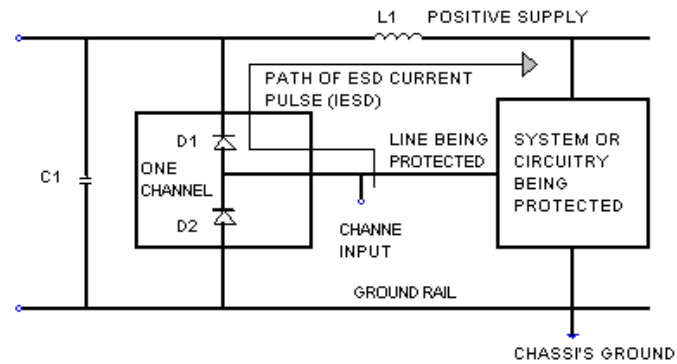 L1 POSITIVE SUPPLY
PATH OF ESD CURRENT
PULSE (IESD)
D1
LINE BEING
PROTECTED
SYSTEM OR
CIRCUITRY
BEING
PROTECTED
C1
ONE
CHANNEL
D2
CHANNE
INPUT
GROUND RAIL
CHASSI'S GROUND